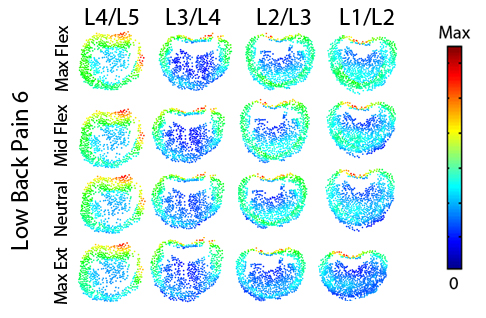 L4/L5 L3/L4 L2/L3 L1/L2
Max
Max Flex
Mid Flex
Neutral
Max Ext
Low Back Pain 6
0